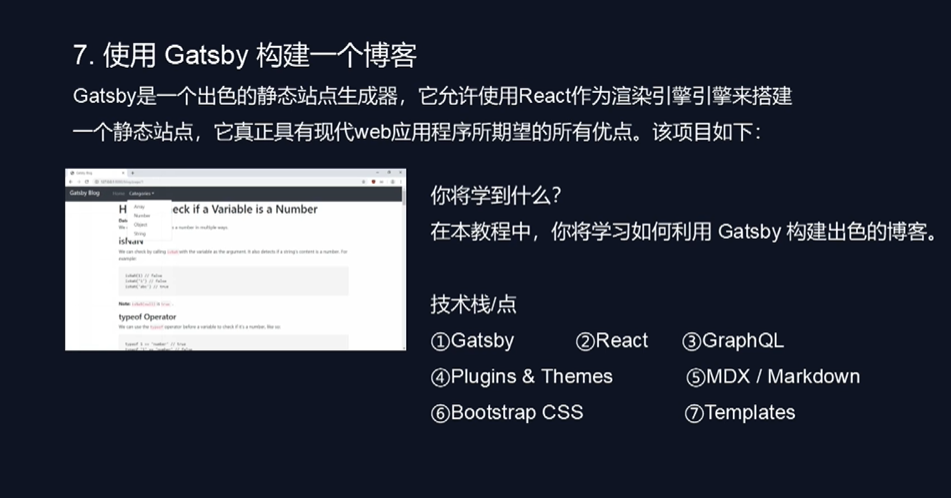 7. 使用 Gatsby 构建一个博客
Gatsby是一个出色的静态站点生成器，它允许使用React作为渲染引擎引擎来搭建
一个静态站点，它真正具有现代web应用程序所期望的所有优点。该项目如下：
Gatsby Blog
Gatsby Blog Home Categories
Array
Number
Object
String
H eck if a Variable is a Number
s a number in multiple ways.
isNaN
We can check by calling isNaN with the variable as the argument. It also detects if a string's content is a number. For
example:
isNaN(1) // false
isNaN('1') // false
isNaN('abc') // true
Note:
typeof Operator
We can use the typeof operator before a variable to check if it's a number, like so:
typeof 1 == 'number' // true
你将学到什么？
在本教程中，你将学习如何利用 Gatsby 构建出色的博客。
技术栈/点
①Gatsby ②React ③GraphQL
④Plugins & Themes ⑤MDX / Markdown
⑥Bootstrap CSS ⑦Templates